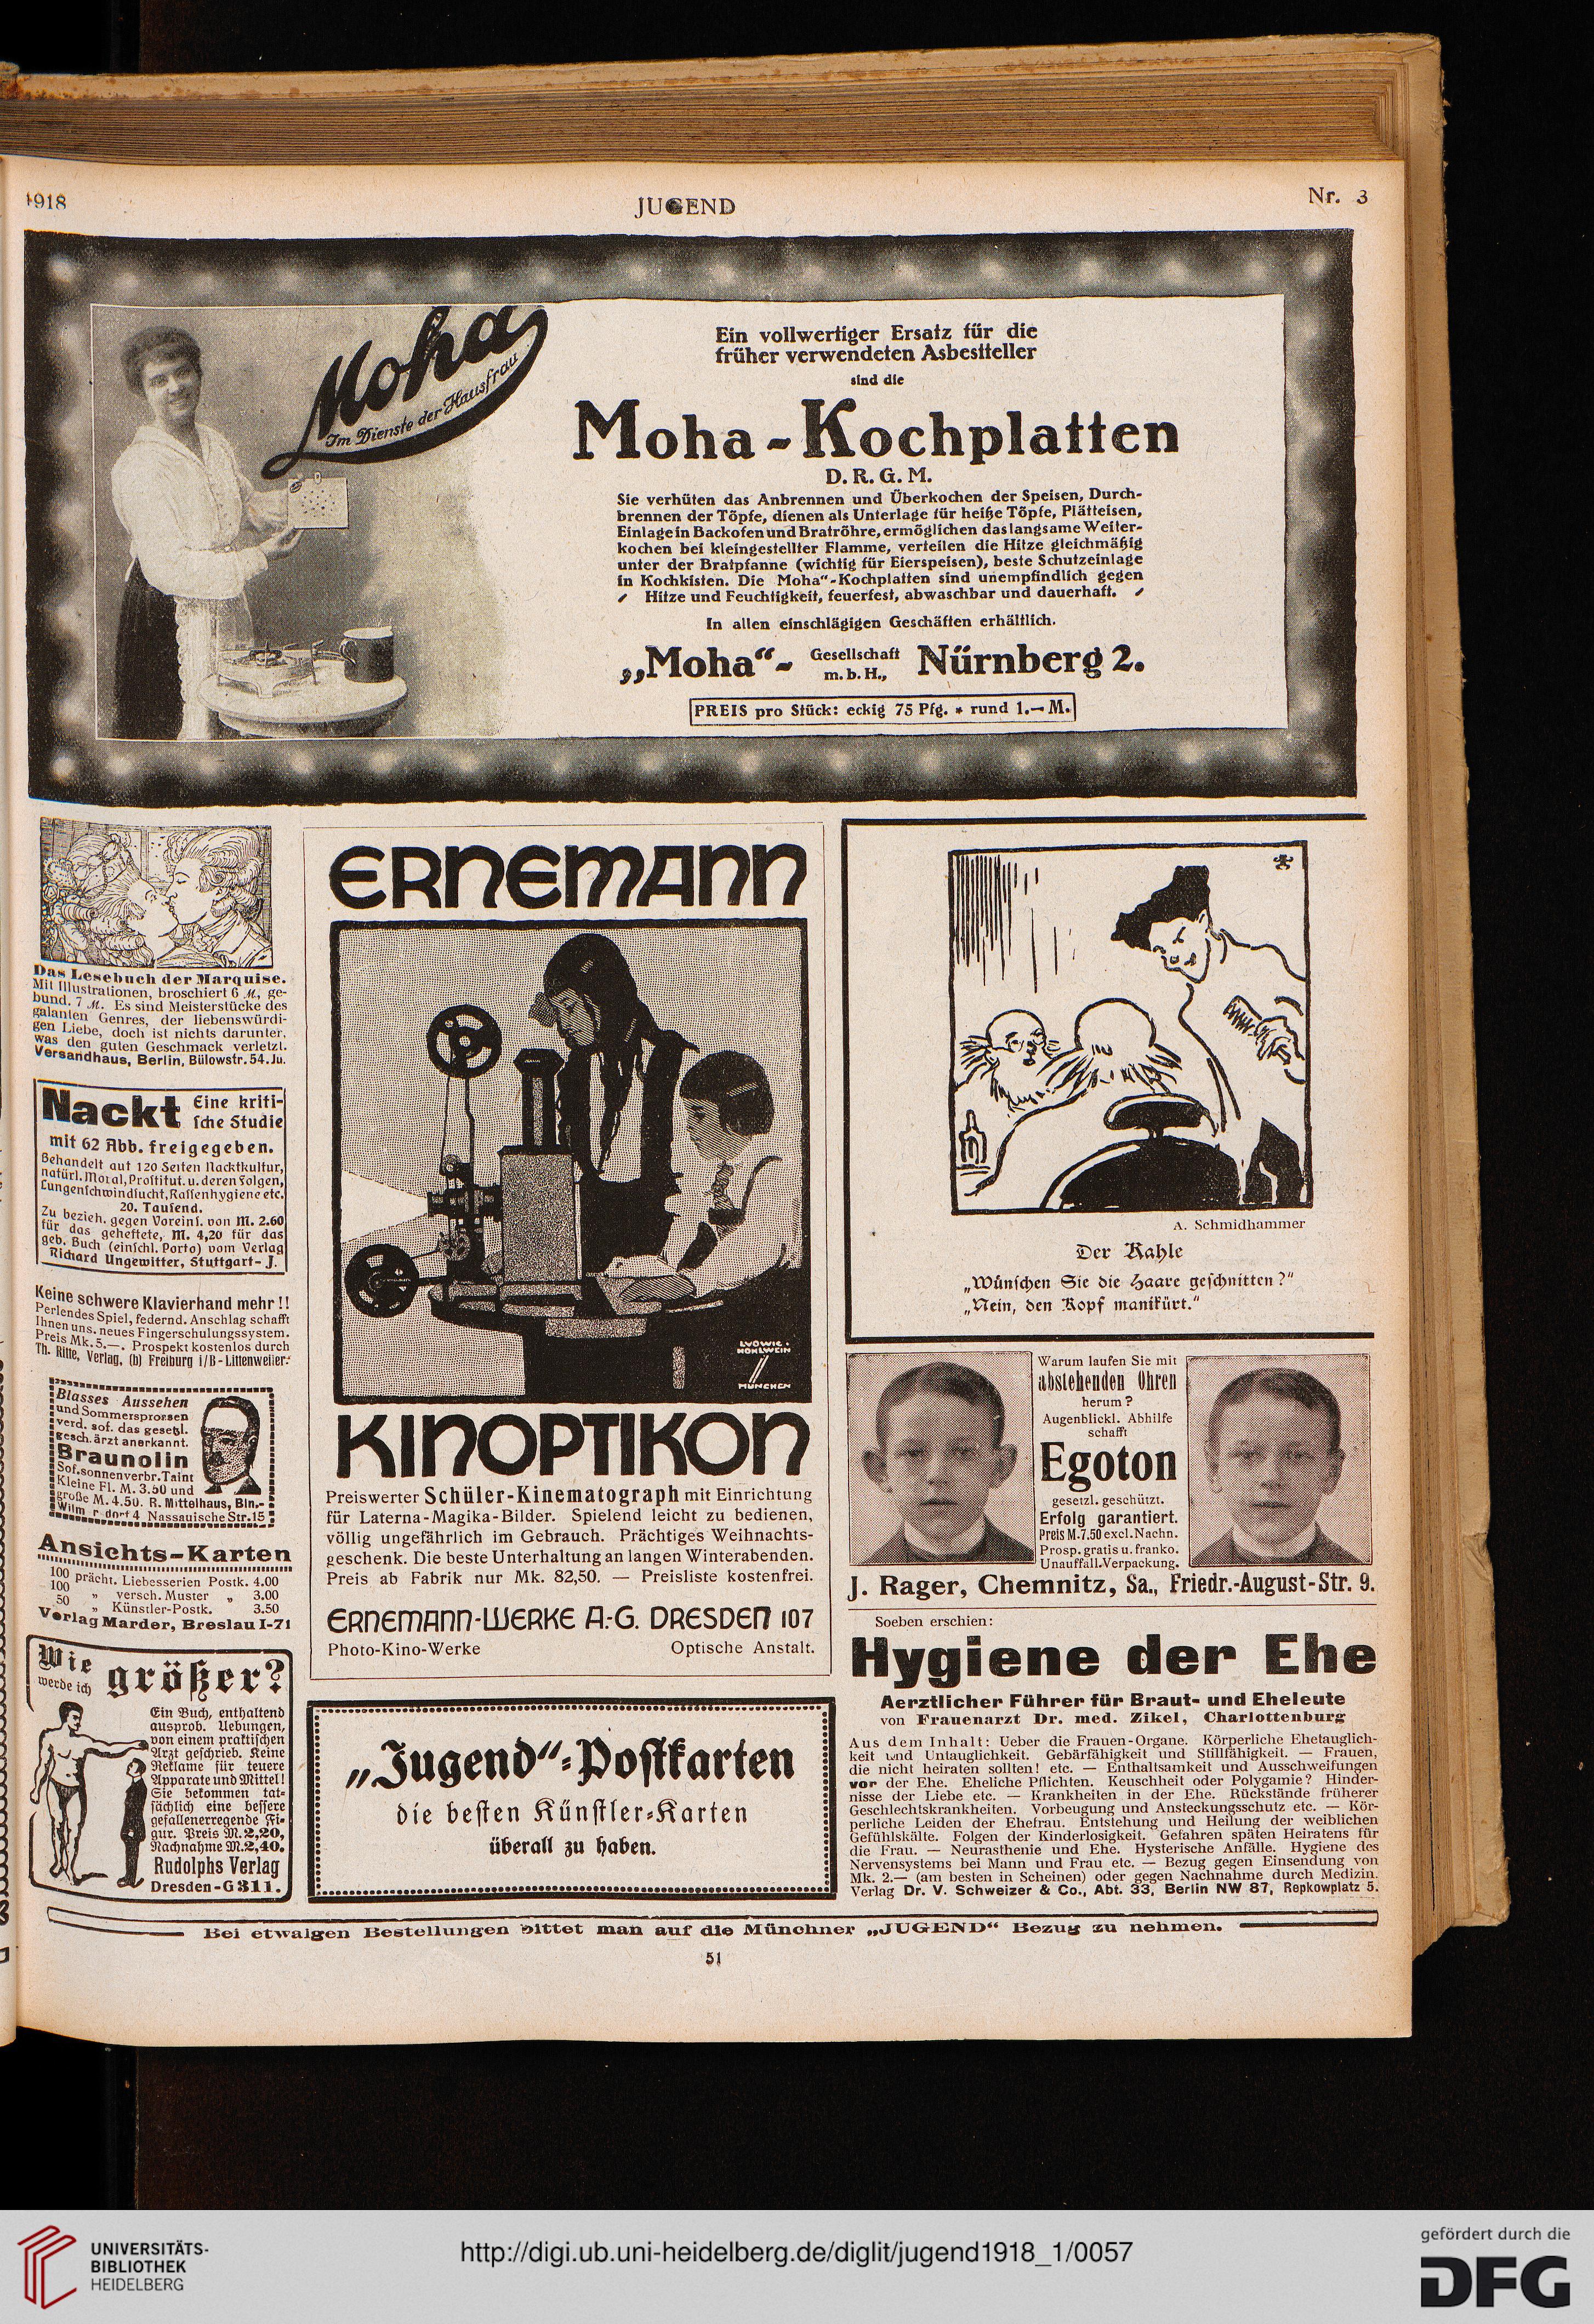 1918
JUGEND
Nr. 3
Moha
Im Dienste der Hausfrau
Ein vollwertiger Ersatz für die
früher verwendeten Asbestteller
sind die
Moha-Kochplatten
D. R. G. M.
Sie verhüten das Anbrennen und Überkochen der Speisen, Durch-
brennen der Töpfe, dienen als Unterlage für heiße Töpfe, Plätteisen,
Einlage in Backofen und Bratröhre, ermöglichen das langsame Weiter-
kochen bei kleingestellter Flamme, verteilen die Hitze gleichmäßig
unter der Bratpfanne (wichtig für Eierspeisen), beste Schutzeinlage
in Kochkisten. Die Moha“-Kochplatten sind unempfindlich gegen
Hitze und Feuchtigkeit, feuerfest, abwaschbar und dauerhaft.
In allen einschlägigen Geschäften erhältlich.
„Moha“- Gesellschaft m. b. H., Nürnberg 2.
PREIS pro Stück: eckig 75 Pfg. * rund 1.— M.
Das Lesebuch der Marquise.
Mit Illustrationen, broschiert 6 M, ge-
bund. 7 M. Es sind Meisterstücke des
galanten Genres, der liebenswürdi-
gen Liebe, doch ist nichts darunter,
was den guten Geschmack verletzt.
Versandhaus, Berlin, Bülowstr. 54. Ju.
Nackt Eine kriti-
sche Studie
mit 62 Abb. freigegeben.
Behandelt auf 120 Seiten Nacktkultur,
natürl. Moral, Prostitut. u. deren Folgen,
Lungenschwindsucht, Rassenhygiene etc.
20. Tausend.
Zu bezieh. gegen Voreins. von M. 2.60
für das geheftete, M. 4,20 für das
geb. Buch (einschl. Porto) vom Verlag
Richard Ungewitter, Stuttgart-J.
Keine schwere Klavierhand mehr!!
Perlendes Spiel, federnd. Anschlag schafft
Ihnen uns. neues Fingerschulungssystem.
Preis Mk. 5.—. Prospekt kostenlos durch
Th. Ritte, Verlag, (b) Freiburg i/B-Littenweiler.
Blasses Aussehen
und Sommersprossen
verd. sof. das gesetzl.
gesch. ärzt anerkannt.
Braunolin
Sof. sonnenverbr. Taint
Kleine Fl. M. 3.50 und
große M. 4.50. R. Mittelhaus, Bln.-
Wilm r dorf 4 Nassauische Str. 15
Ansichts-Karten
100 prächt. Liebesserien Postk. 4.00
100 „ versch. Muster „ 3.00
50 „ Künstler-Postk. 3.50
Verlag Marder, Breslau I-71
Wie
werde ich größer?
Ein Buch, enthaltend
ausprob. Uebungen,
von einem praktischen
Arzt geschrieb. Keine
Reklame für teuere
Apparate und Mittel!
Sie bekommen tat-
sächlich eine bessere
gefallenerregende Fi-
gur. Preis M. 2,20,
Nachnahme M. 2,40.
Rudolphs Verlag
Dresden-G 311.
ERNEMANN
LUDWIG
HOHLWEIN
MÜNCHEN
KINOPTIKON
Preiswerter Schüler-Kinematograph mit Einrichtung
für Laterna-Magika-Bilder. Spielend leicht zu bedienen,
völlig ungefährlich im Gebrauch. Prächtiges Weihnachts-
geschenk. Die beste Unterhaltung an langen Winterabenden.
Preis ab Fabrik nur Mk. 82,50. — Preisliste kostenfrei.
ERNEMANN-WERKE A:-G. DRESDEN 107
Photo-Kino-Werke Optische Anstalt.
„Jugend“-Postkarten
die besten Künstler-Karten
überall zu haben.
A. Schmidhammer
Der Kahle
„Wünschen Sie die Haare geschnitten?“
„Nein, den Kopf manikürt.“
Warum laufen Sie mit
abstehenden Ohren
herum?
Augenblickl. Abhilfe
schafft
Egoton
gesetzl. geschützt.
Erfolg garantiert.
Preis M. 7.50 excl. Nachn.
Prosp. gratis u. franko.
Unauffäll. Verpackung.
J. Rager, Chemnitz, Sa., Friedr.-August-Str. 9.
Soeben erschien:
Hygiene der Ehe
Aerztlicher Führer für Braut- und Eheleute
von Frauenarzt Dr. med. Zikel, Charlottenburg
Aus dem Inhalt: Ueber die Frauen-Organe. Körperliche Ehetauglich-
keit und Untauglichkeit. Gebärfähigkeit und Stillfähigkeit. — Frauen,
die nicht heiraten sollten! etc. — Enthaltsamkeit und Ausschweifungen
vor der Ehe. Eheliche Pflichten. Keuschheit oder Polygamie? Hinder-
nisse der Liebe etc. — Krankheiten in der Ehe. Rückstände früherer
Geschlechtskrankheiten. Vorbeugung und Ansteckungsschutz etc. — Kör-
perliche Leiden der Ehefrau. Entstehung und Heilung der weiblichen
Gefühlskälte. Folgen der Kinderlosigkeit. Gefahren späten Heiratens für
die Frau. — Neurasthenie und Ehe. Hysterische Anfälle. Hygiene des
Nervensystems bei Mann und Frau etc. — Bezug gegen Einsendung von
Mk. 2.— (am besten in Scheinen) oder gegen Nachnahme durch Medizin.
Verlag Dr. V. Schweizer & Co., Abt. 33, Berlin NW 87, Repkowplatz 5.
Bei etwaigen Bestellungen bittet man auf die Münchner „JUGEND“ Bezug zu nehmen.
51
UNIVERSITÄTS-
BIBLIOTHEK
HEIDELBERG
http://digi.ub.uni-heidelberg.de/diglit/jugend1918_1/0057
gefördert durch die
DFG